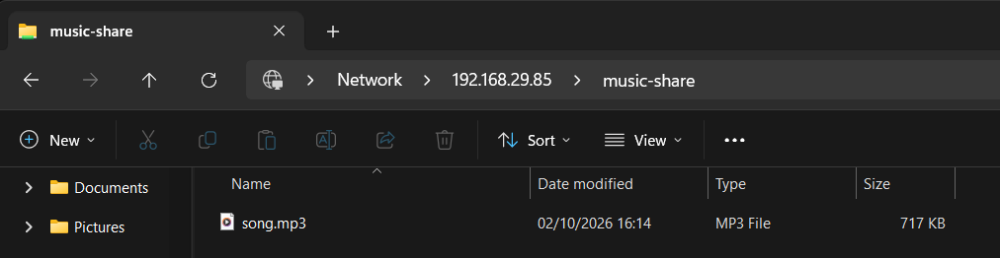 music-share
Network > 192.168.29.85 > music-share
New Sort View
Documents
Pictures
Name Date modified Type Size
song.mp3 02/10/2026 16:14 MP3 File 717 KB